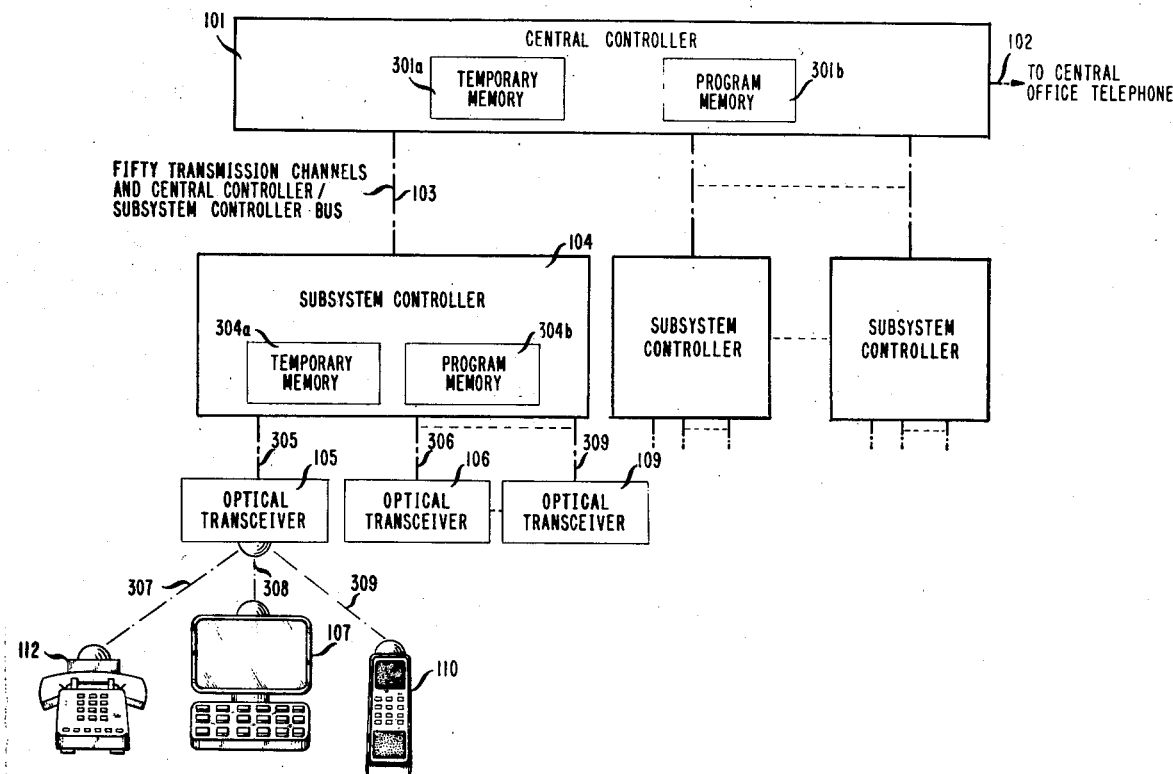 101
CENTRAL CONTROLLER
301a
TEMPORARY
MEMORY
PROGRAM
MEMORY
301b
102
TO CENTRAL
OFFICE TELEPHONE
FIFTY TRANSMISSION CHANNELS
AND CENTRAL CONTROLLER/
SUBSYSTEM CONTROLLER BUS
103
104
SUBSYSTEM CONTROLLER
304a
TEMPORARY
MEMORY
304b
PROGRAM
MEMORY
SUBSYSTEM
CONTROLLER
SUBSYSTEM
CONTROLLER
305
306
309
105
OPTICAL
TRANSCEIVER
106
OPTICAL
TRANSCEIVER
109
OPTICAL
TRANSCEIVER
307
308
309
112
107
110